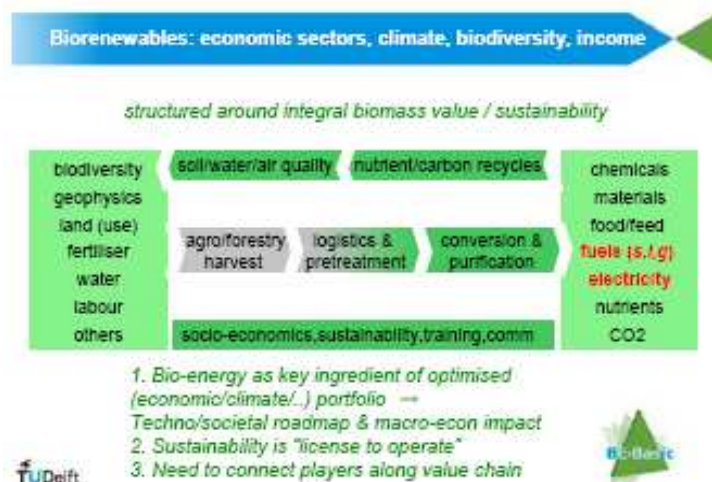 Biorenewables: economic sectors, climate, biodiversity, income
structured around integral biomass value / sustainability
biodiversity
geophysics
land (use)
fertiliser
water
labour
others
soil/water/air quality
nutrient/carbon recycles
agro/forestry
harvest
logistics &
pretreatment
conversion &
purification
socio-economics,sustainability,training,comm
chemicals
materials
food/feed
fuels (s,l,g)
electricity
nutrients
CO2
1. Bio-energy as key ingredient of optimised
(economic/climate/..) portfolio →
Techno/societal roadmap & macro-econ impact
2. Sustainability is "license to operate"
3. Need to connect players along value chain
TUDelft
Be-Basic